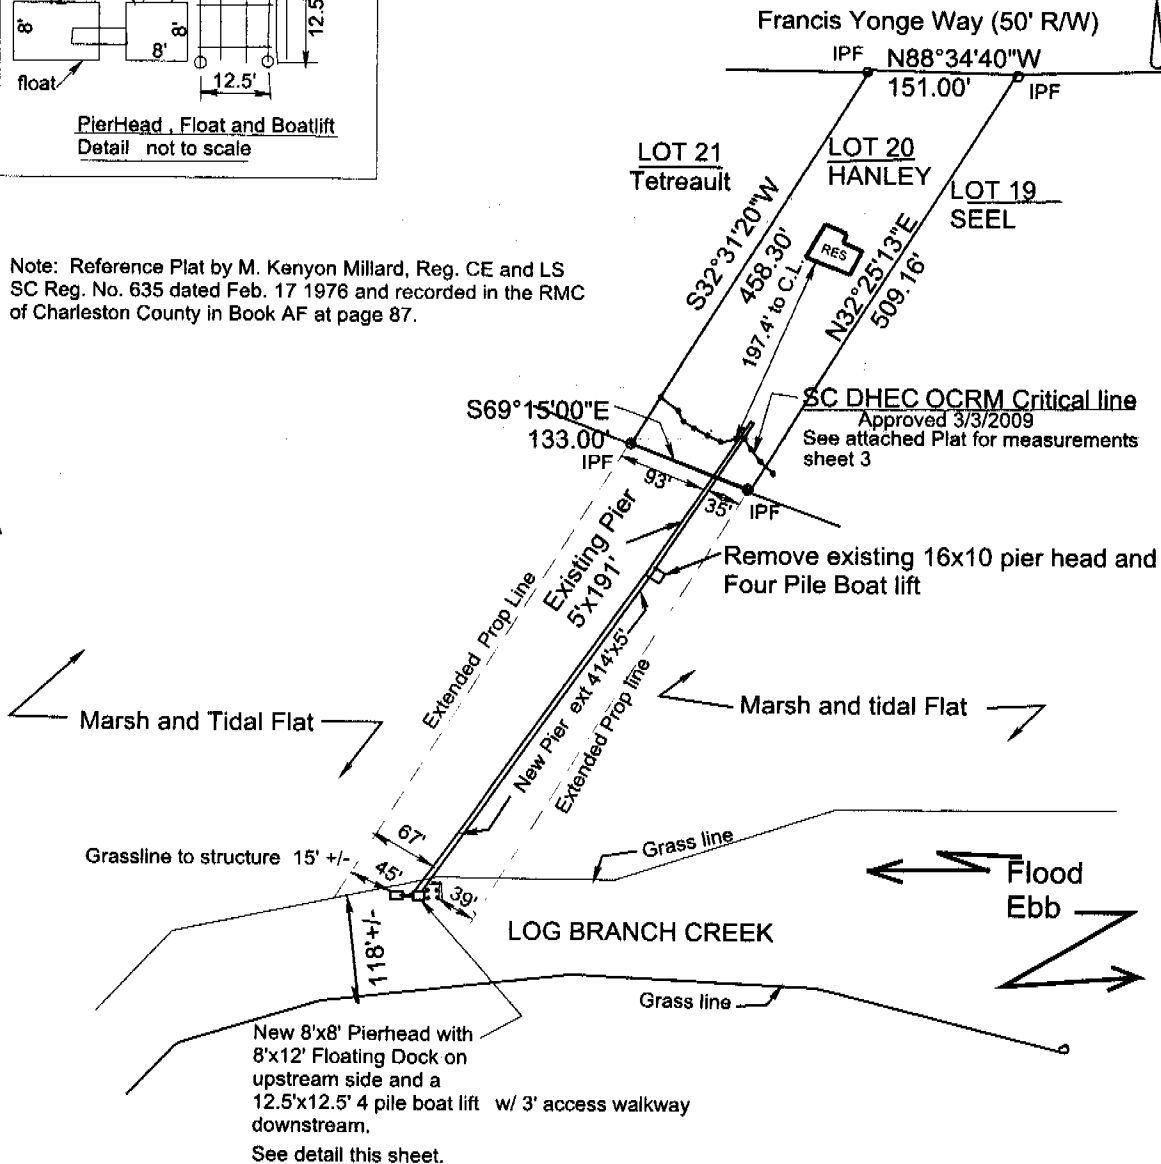 8'
8'
8'
12.5'
12.5'
float
PierHead , Float and Boatlift
Detail not to scale
Francis Yonge Way (50' R/W)
IPF
N88°34'40"W
151.00'
IPF
LOT 21
Tetreault
LOT 20
HANLEY
LOT 19
SEEL
RES
S32°31'20"W
458.30'
197.4' to C.L.
N32°25'13"E
509.16'
Note: Reference Plat by M. Kenyon Millard, Reg. CE and LS
SC Reg. No. 635 dated Feb. 17 1976 and recorded in the RMC
of Charleston County in Book AF at page 87.
S69°15'00"E
133.00'
IPF
SC DHEC OCRM Critical line
Approved 3/3/2009
See attached Plat for measurements
sheet 3
93'
35'
IPF
Existing Pier
5'x191'
Remove existing 16x10 pier head and
Four Pile Boat lift
Extended Prop Line
New Pier ext 414'x5'
Extended Prop line
Marsh and Tidal Flat
Marsh and tidal Flat
67'
Grassline to structure 15' +/-
45'
39'
Grass line
Flood
Ebb
118'+/-
LOG BRANCH CREEK
Grass line
New 8'x8' Pierhead with
8'x12' Floating Dock on
upstream side and a
12.5'x12.5' 4 pile boat lift w/ 3' access walkway
downstream.
See detail this sheet.